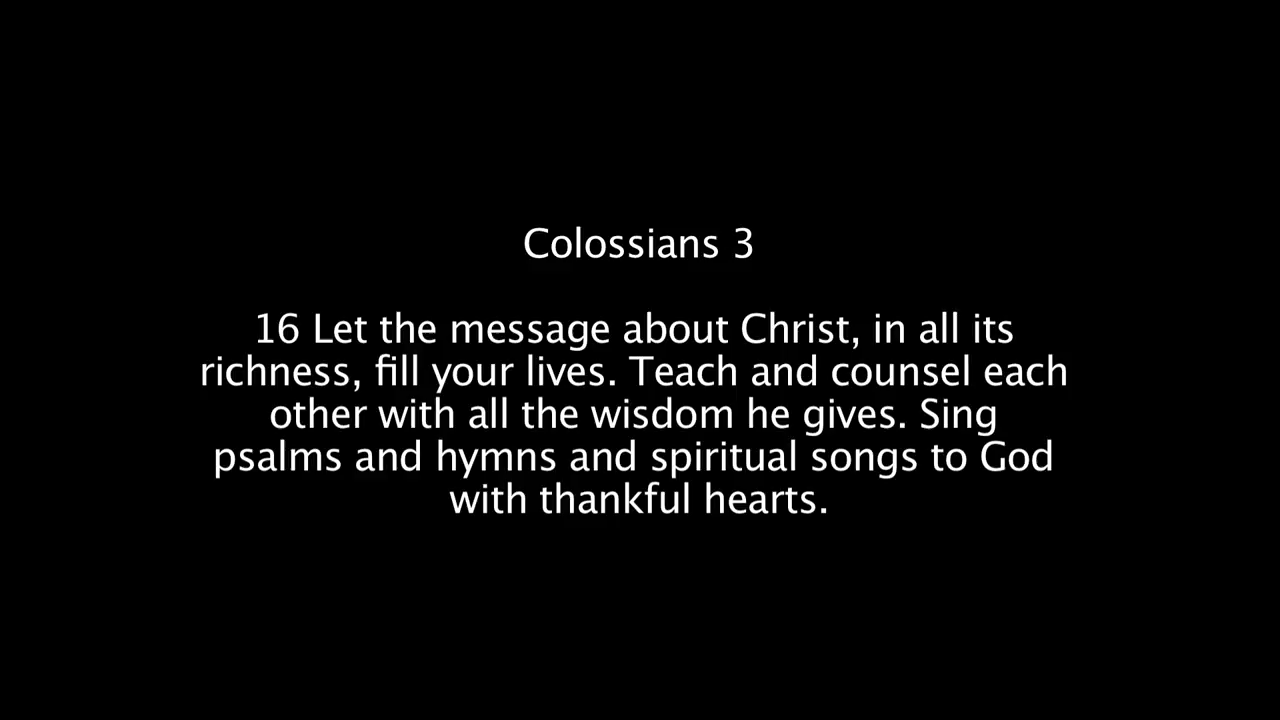 Colossians 3
16 Let the message about Christ, in all its
richness, fill your lives. Teach and counsel each
other with all the wisdom he gives. Sing
psalms and hymns and spiritual songs to God
with thankful hearts.